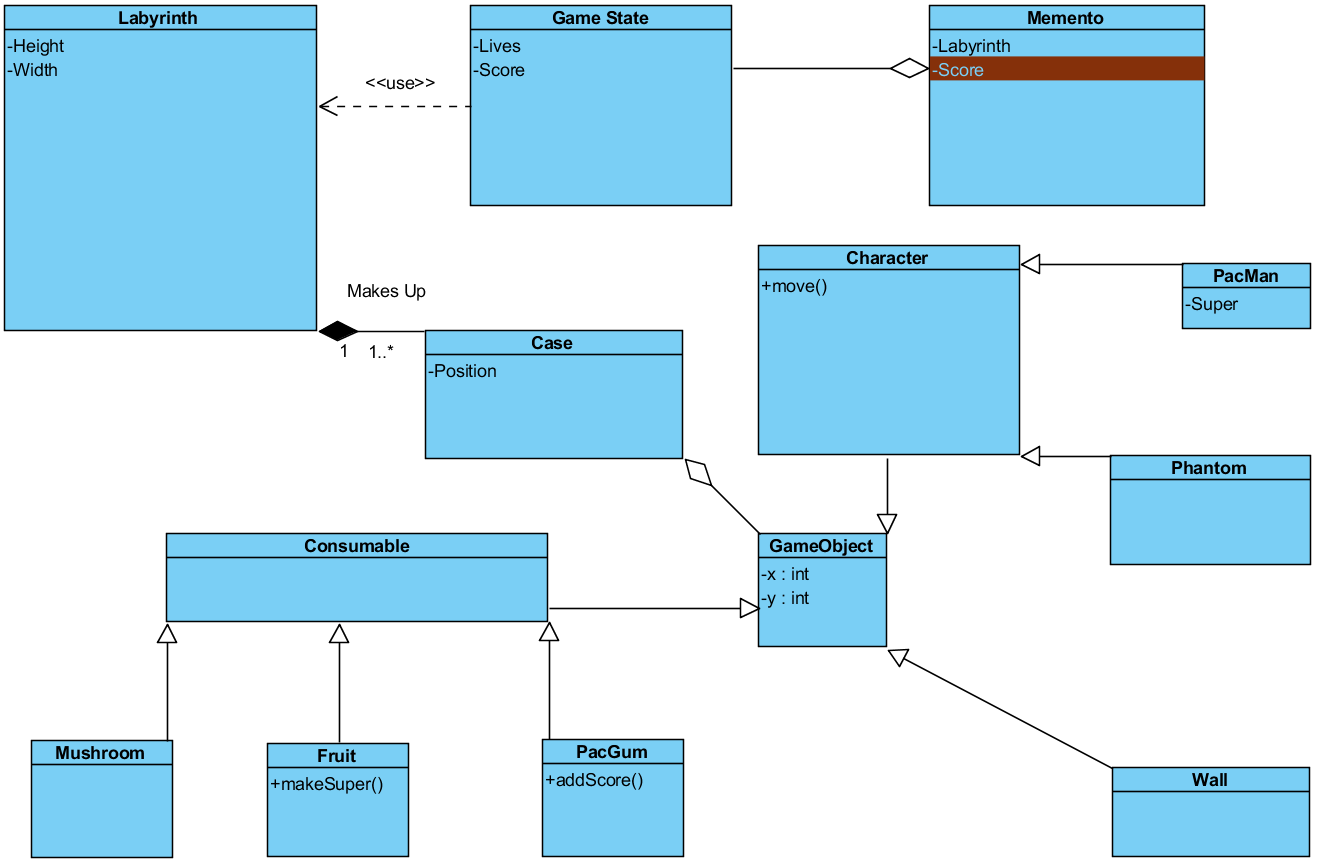 Labyrinth
-Height
-Width
<<use>>
Game State
-Lives
-Score
Memento
-Labyrinth
-Score
Makes Up
1
1..*
Case
-Position
Character
+move()
PacMan
-Super
Phantom
Consumable
GameObject
-x : int
-y : int
Mushroom
Fruit
+makeSuper()
PacGum
+addScore()
Wall